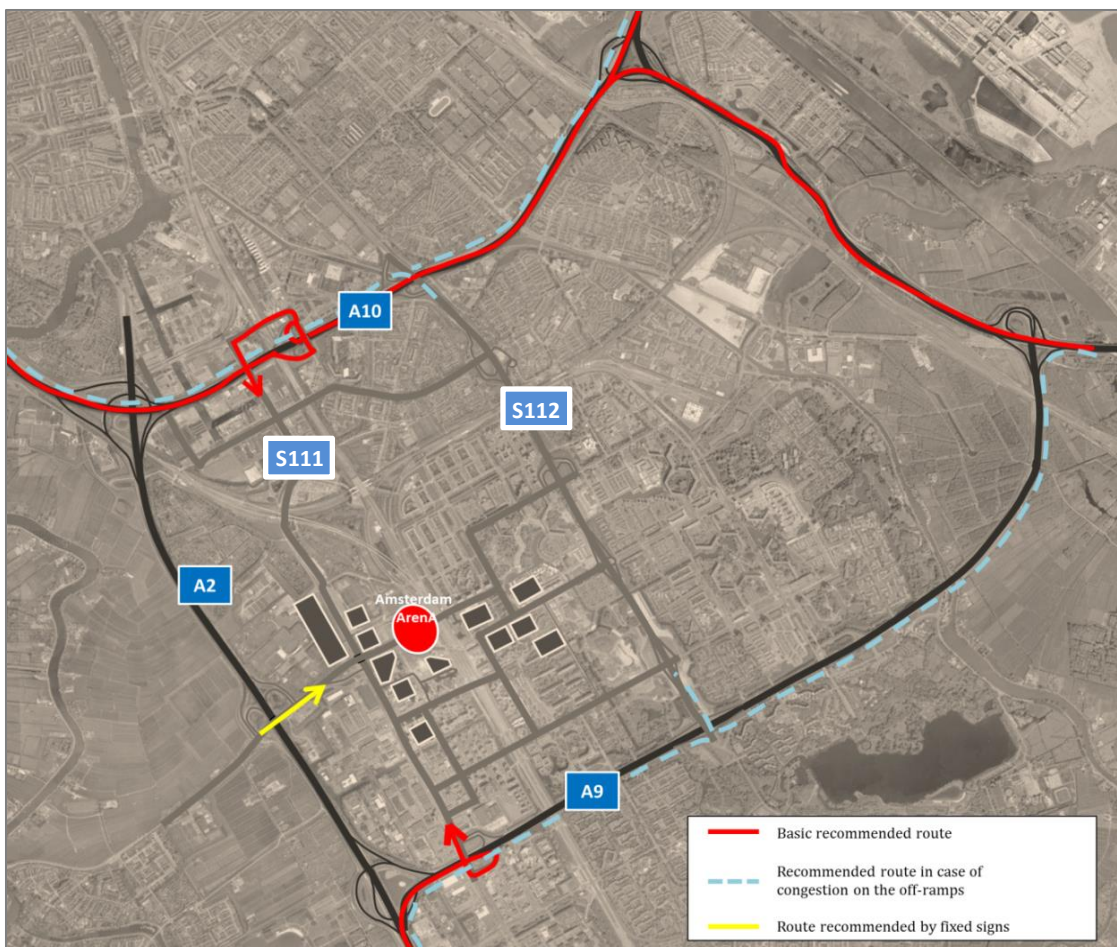 A10
S112
S111
A2
Amsterdam
ArenA
A9
Basic recommended route
Recommended route in case of
congestion on the off-ramps
Route recommended by fixed signs